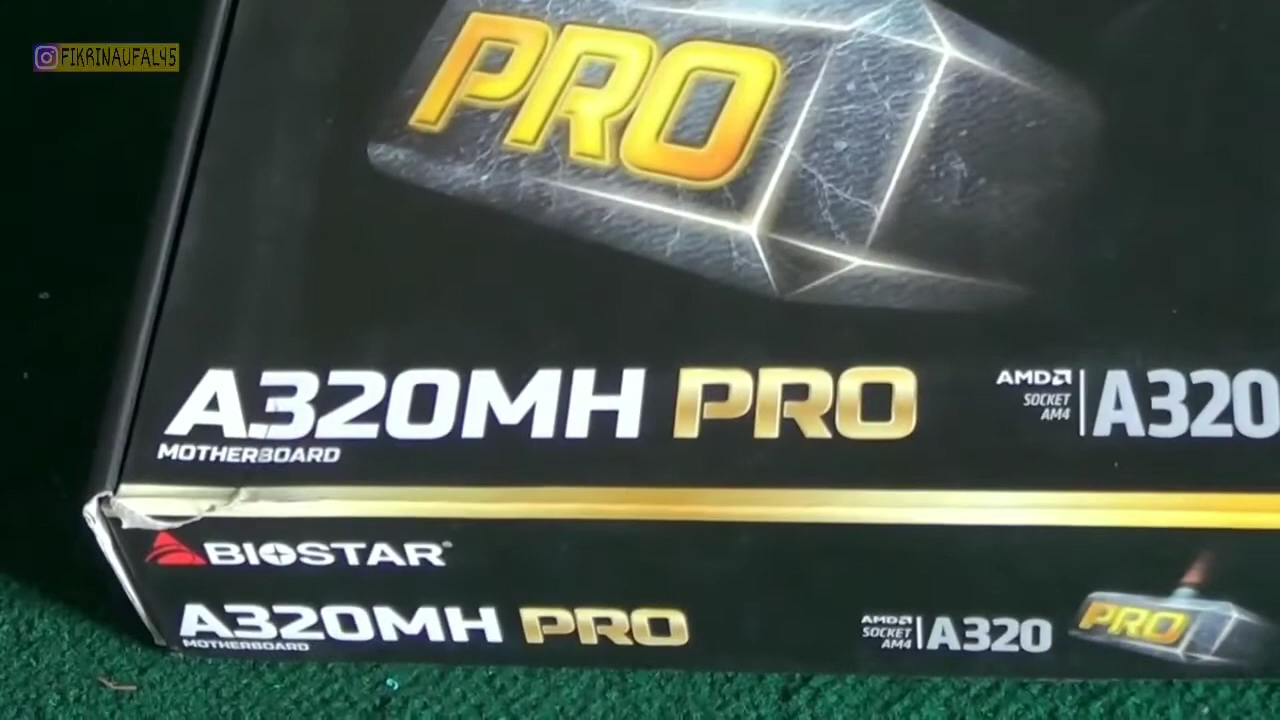 FIKRINAUFAL45
PRO
A320MH PRO
MOTHERBOARD
AMD
SOCKET
AM4
A320
BIOSTAR
A320MH PRO
MOTHERBOARD
AMD
SOCKET
AM4
A320
PRO